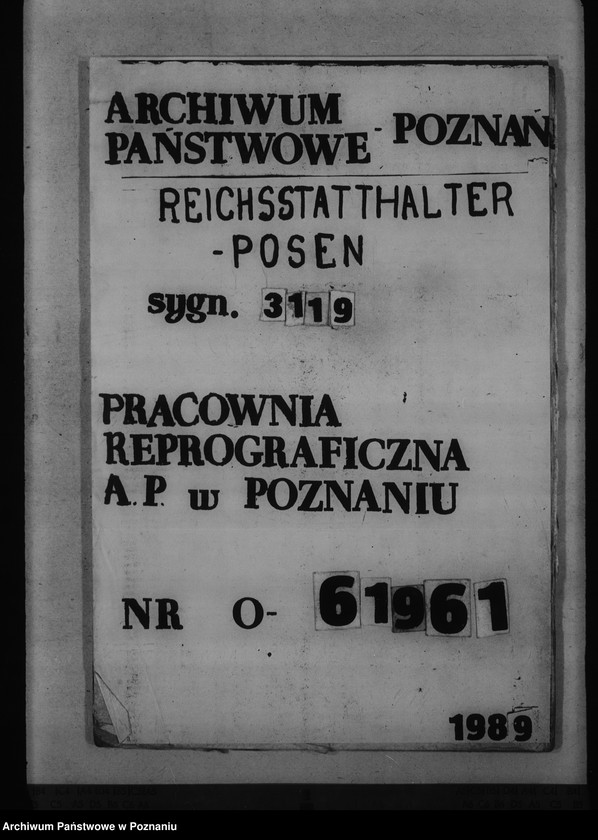 ARCHIWUM
PAŃSTWOWE - POZNAŃ
REICHSSTATTHALTER
-POSEN
sygn. 3119
PRACOWNIA
REPROGRAFICZNA
A.P. w POZNANIU
NR O- 61961
1989
Archiwum Państwowe w Poznaniu